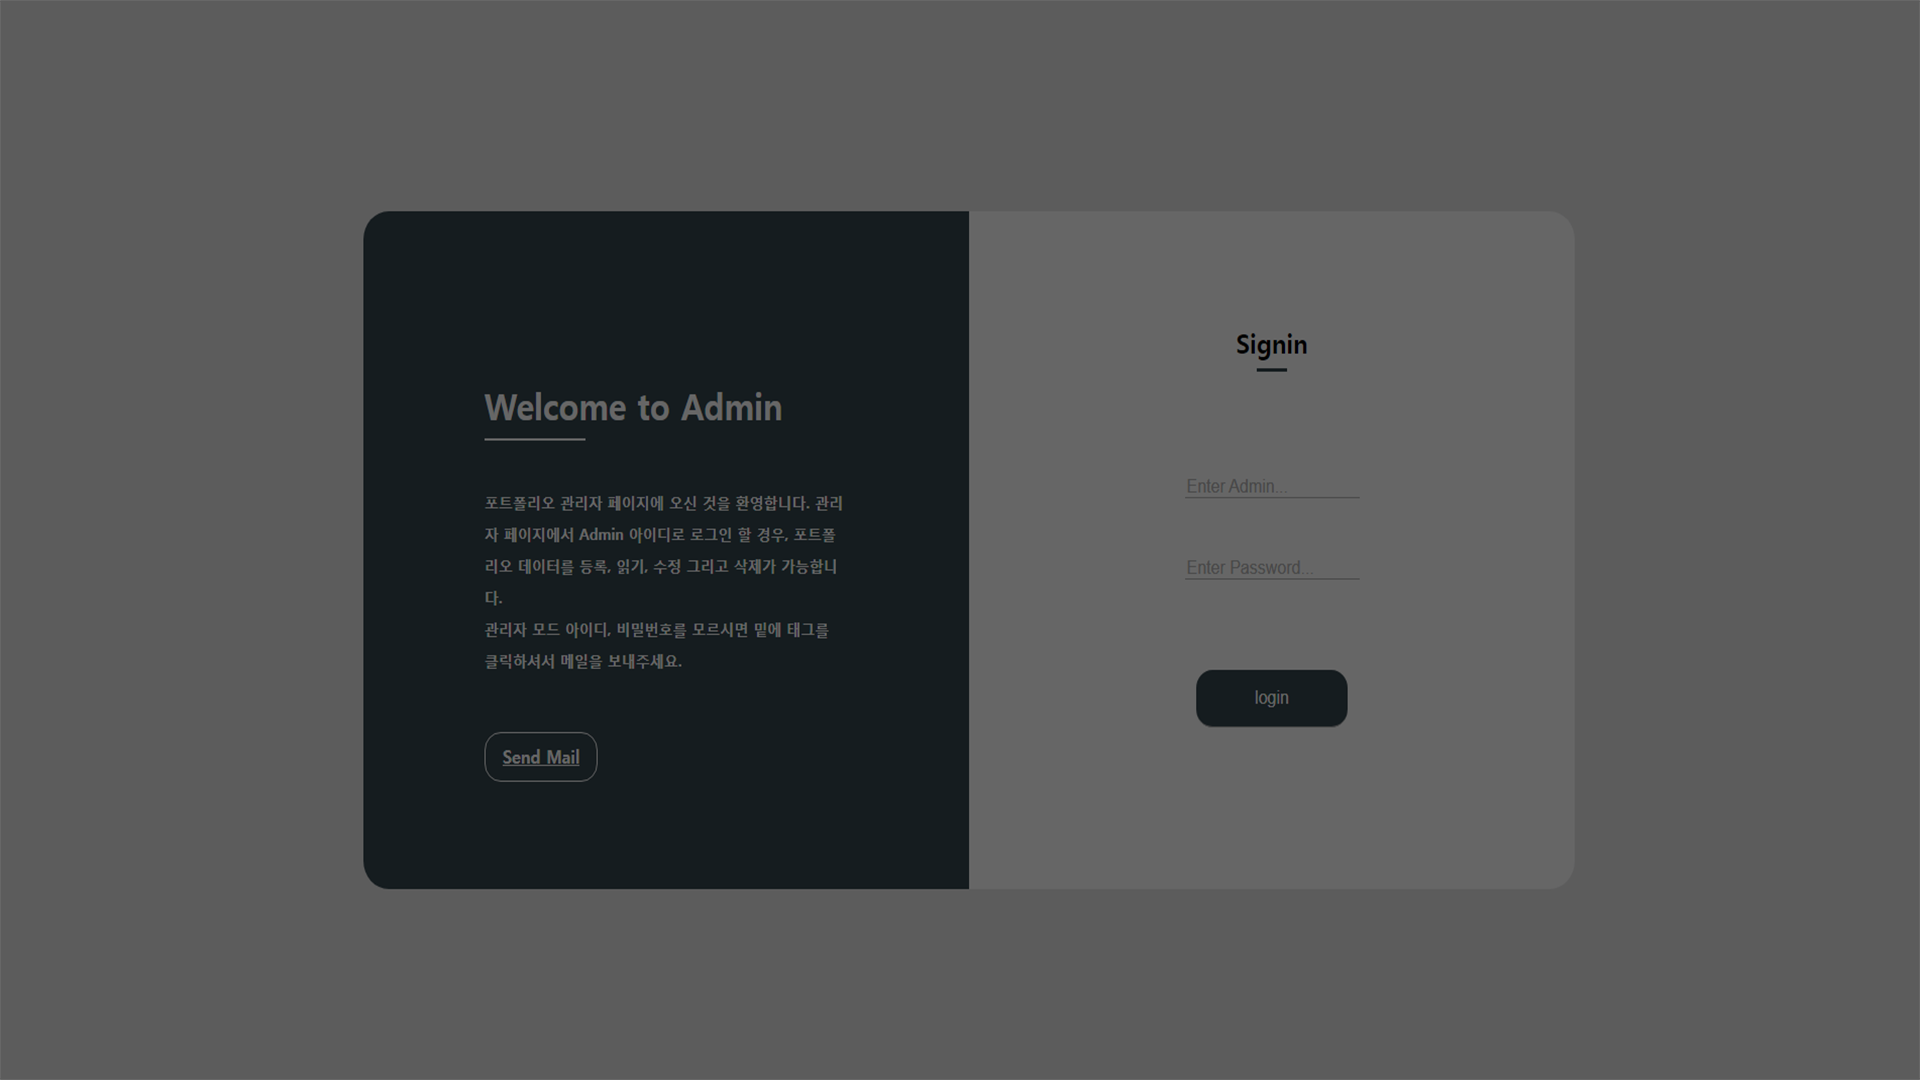 Welcome to Admin
포트폴리오 관리자 페이지에 오신 것을 환영합니다. 관리
자 페이지에서 Admin 아이디로 로그인 할 경우, 포트폴
리오 데이터를 등록, 읽기, 수정 그리고 삭제가 가능합니
다.
관리자 모드 아이디, 비밀번호를 모르시면 밑에 태그를
클릭하셔서 메일을 보내주세요.
Send Mail
Signin
Enter Admin...
Enter Password...
login